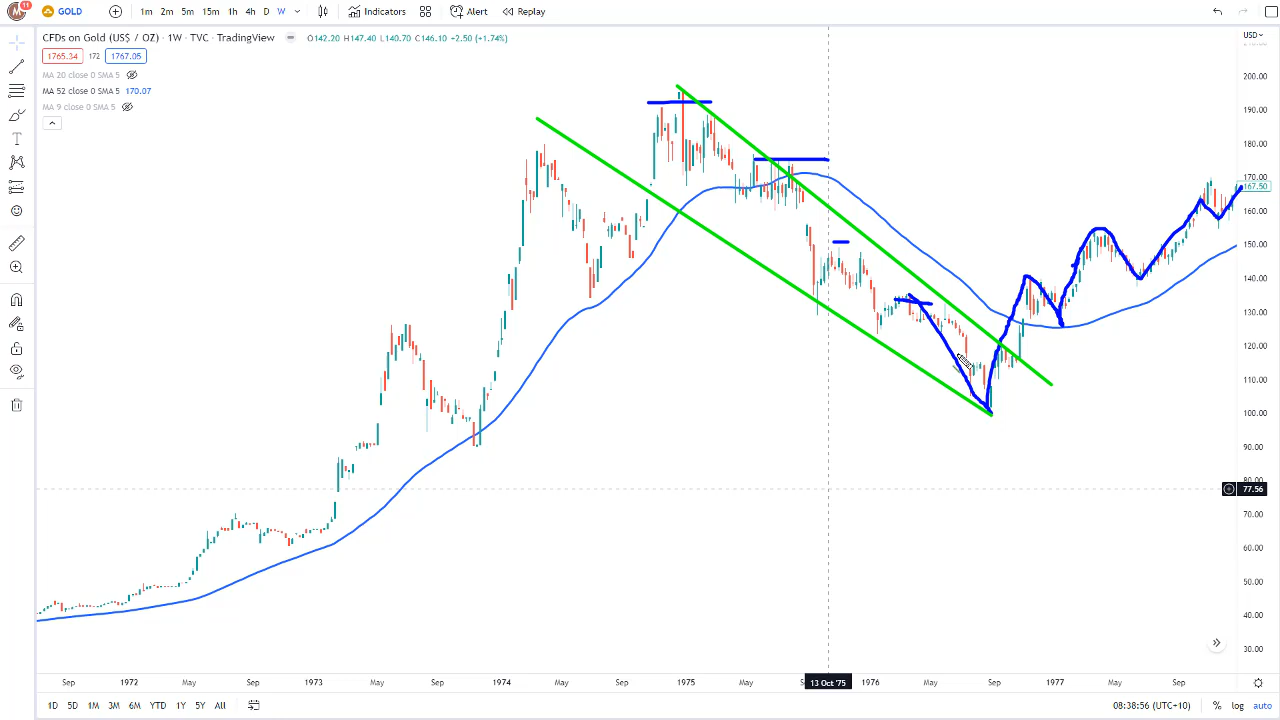 M 11 GOLD 1m 2m 5m 15m 1h 4h D W Indicators Alert Replay
CFDs on Gold (US$ / OZ) · 1W · TVC · TradingView O142.20 H147.40 L140.70 C146.10 +2.50 (+1.74%) USD
1765.34 172 1767.05
MA 20 close 0 SMA 5
MA 52 close 0 SMA 5 170.07
MA 9 close 0 SMA 5
200.00
190.00
180.00
170.00
167.50
160.00
150.00
140.00
130.00
120.00
110.00
100.00
90.00
80.00
77.56
70.00
60.00
50.00
40.00
30.00
Sep 1972 May Sep 1973 May Sep 1974 May Sep 1975 May 13 Oct '75 1976 May Sep 1977 May Sep
1D 5D 1M 3M 6M YTD 1Y 5Y All 08:38:56 (UTC+10) % log auto